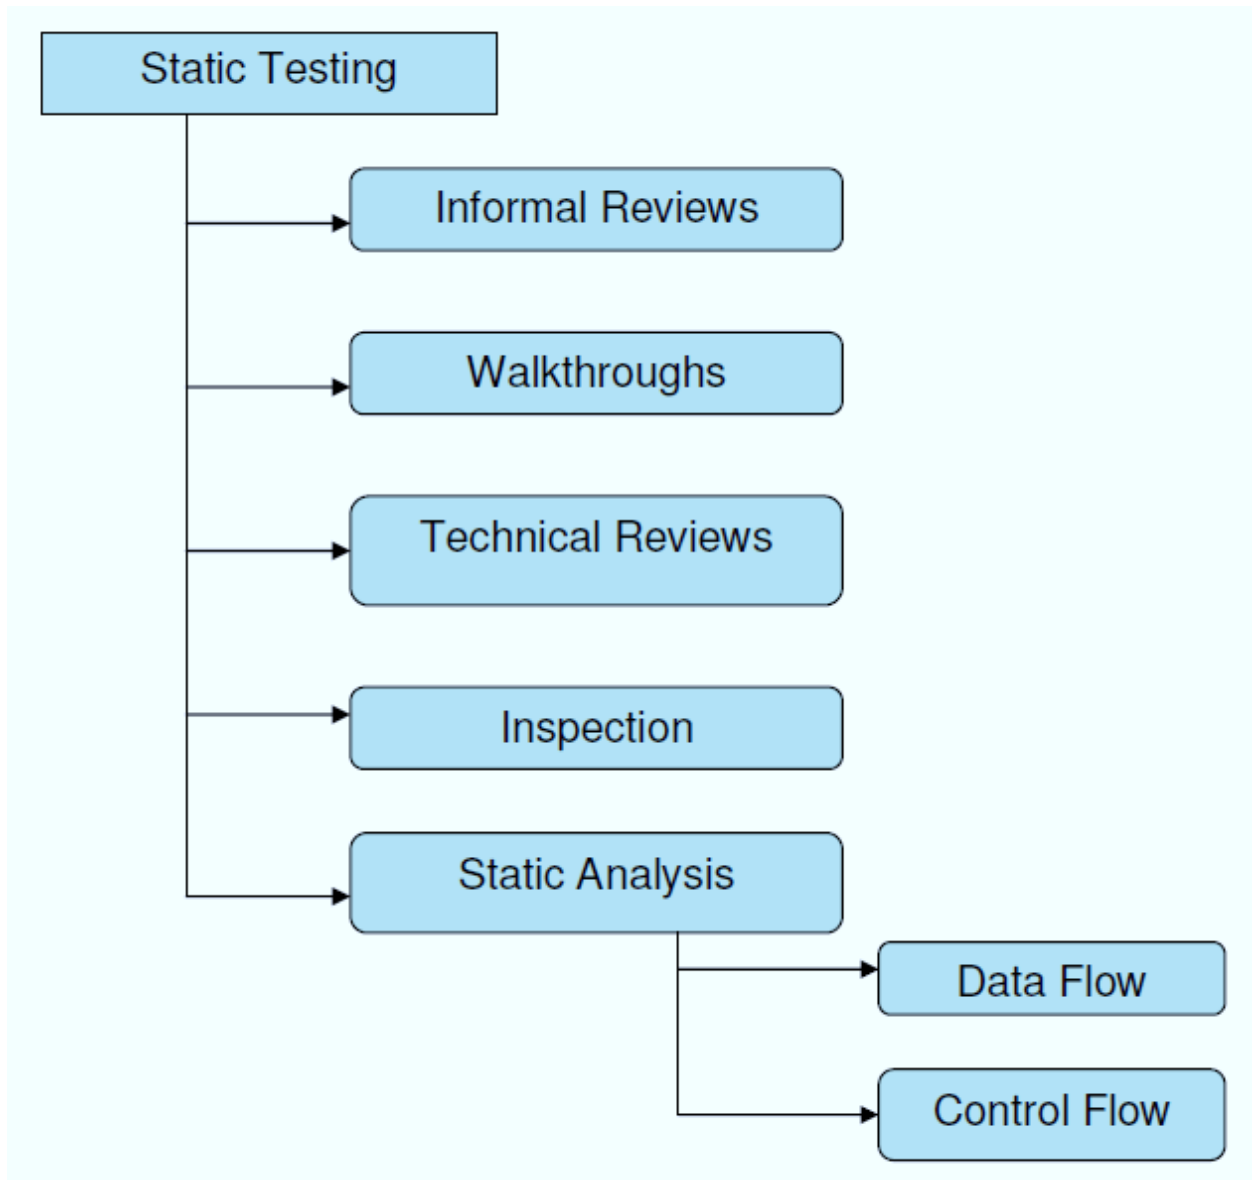 Static Testing
Informal Reviews
Walkthroughs
Technical Reviews
Inspection
Static Analysis
Data Flow
Control Flow